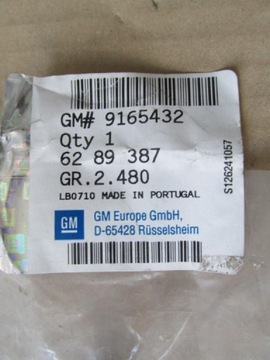 GM# 9165432
Qty 1
62 89 387
GR.2.480
LB0710 MADE IN PORTUGAL
S126241057
GM
GM Europe GmbH,
D-65428 Rüsselsheim